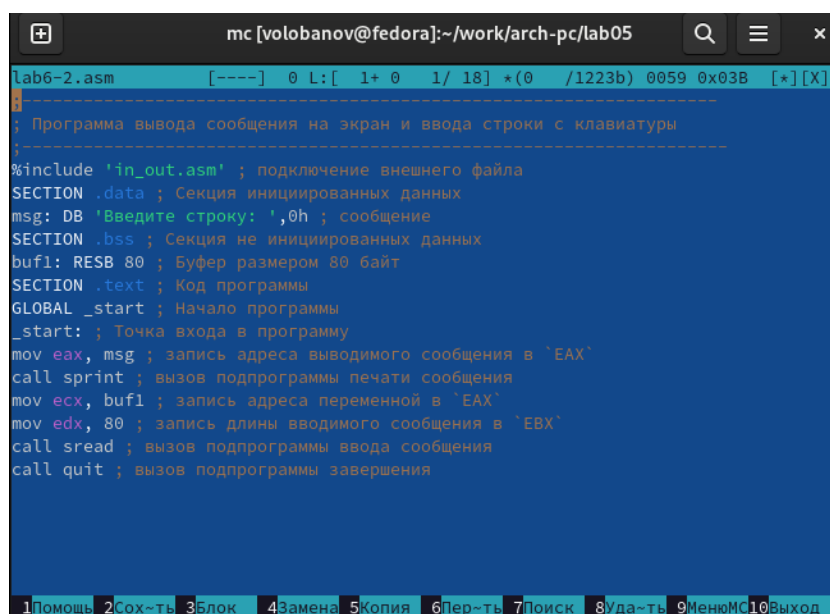 mc [volobanov@fedora]:~/work/arch-pc/lab05
lab6-2.asm [----] 0 L:[ 1+ 0 1/ 18] *(0 /1223b) 0059 0x03B [*][X]
;--------------------------------------------------------------------
; Программа вывода сообщения на экран и ввода строки с клавиатуры
;---------------------------------------------------------------------
%include 'in_out.asm' ; подключение внешнего файла
SECTION .data ; Секция инициированных данных
msg: DB 'Введите строку: ',0h ; сообщение
SECTION .bss ; Секция не инициированных данных
buf1: RESB 80 ; Буфер размером 80 байт
SECTION .text ; Код программы
GLOBAL _start ; Начало программы
_start: ; Точка входа в программу
mov eax, msg ; запись адреса выводимого сообщения в `EAX`
call sprint ; вызов подпрограммы печати сообщения
mov ecx, buf1 ; запись адреса переменной в `EAX`
mov edx, 80 ; запись длины вводимого сообщения в `EBX`
call sread ; вызов подпрограммы ввода сообщения
call quit ; вызов подпрограммы завершения
1Помощь 2Сох~ть 3Блок 4Замена 5Копия 6Пер~ть 7Поиск 8Уда~ть 9МенюMC 10Выход